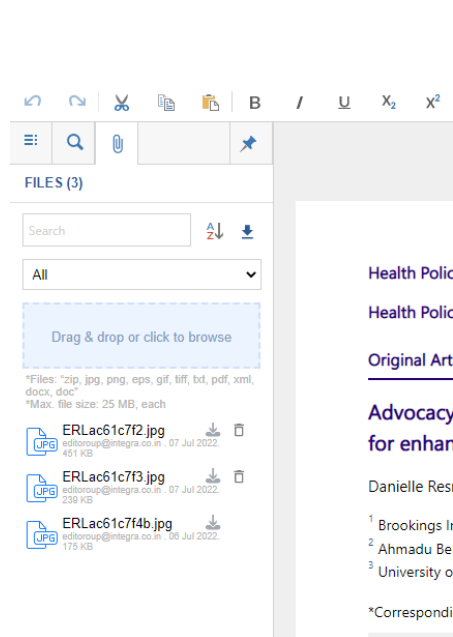 B I U X2 X2
FILES (3)
Search
A Z
All
Drag & drop or click to browse
*Files: "zip, jpg, png, eps, gif, tiff, txt, pdf, xml,
docx, doc"
*Max. file size: 25 MB, each
JPG
ERLac61c7f2.jpg
editoroup@integra.co.in . 07 Jul 2022.
461 KB
JPG
ERLac61c7f3.jpg
editoroup@integra.co.in . 07 Jul 2022.
239 KB
JPG
ERLac61c7f4b.jpg
editoroup@integra.co.in . 06 Jul 2022.
175 KB
Health Polic
Health Polic
Original Art
Advocacy
for enhan
Danielle Resn
1 Brookings In
2 Ahmadu Be
3 University o
*Correspondi